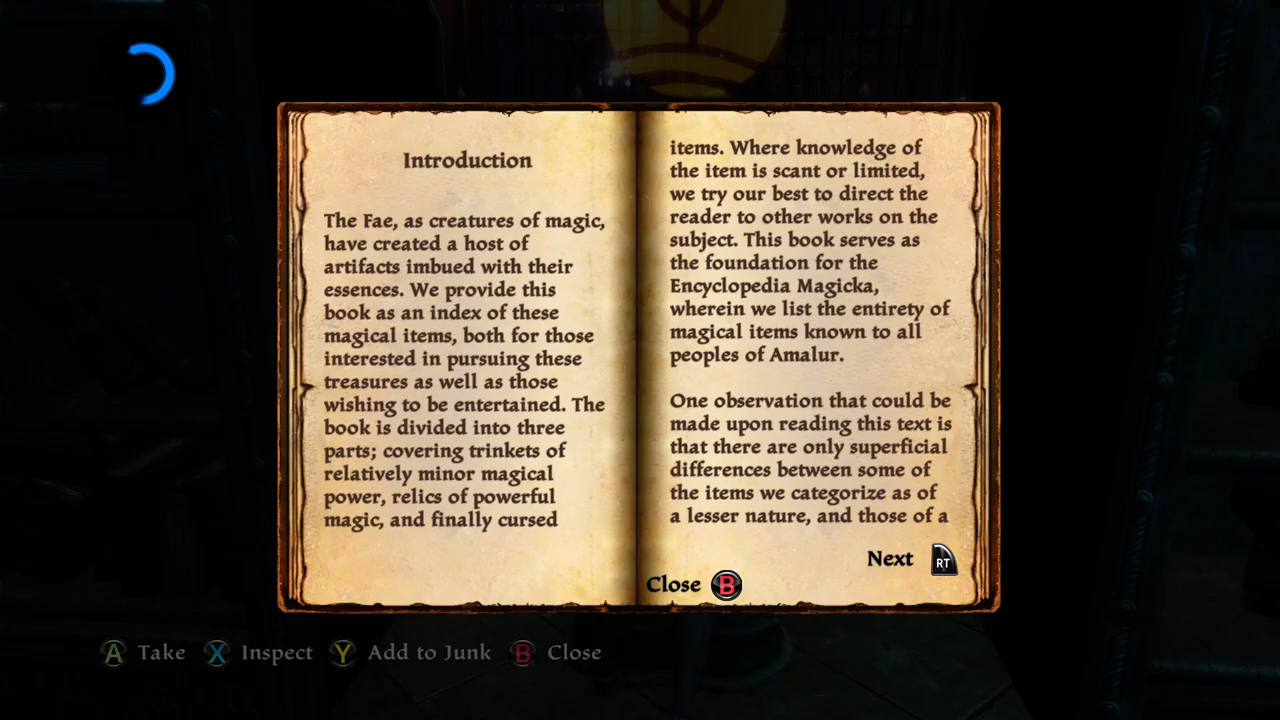 Introduction
The Fae, as creatures of magic,
have created a host of
artifacts imbued with their
essences. We provide this
book as an index of these
magical items, both for those
interested in pursuing these
treasures as well as those
wishing to be entertained. The
book is divided into three
parts; covering trinkets of
relatively minor magical
power, relics of powerful
magic, and finally cursed
items. Where knowledge of
the item is scant or limited,
we try our best to direct the
reader to other works on the
subject. This book serves as
the foundation for the
Encyclopedia Magicka,
wherein we list the entirety of
magical items known to all
peoples of Amalur.
One observation that could be
made upon reading this text is
that there are only superficial
differences between some of
the items we categorize as of
a lesser nature, and those of a
Next RT
Close B
A Take X Inspect Y Add to Junk B Close